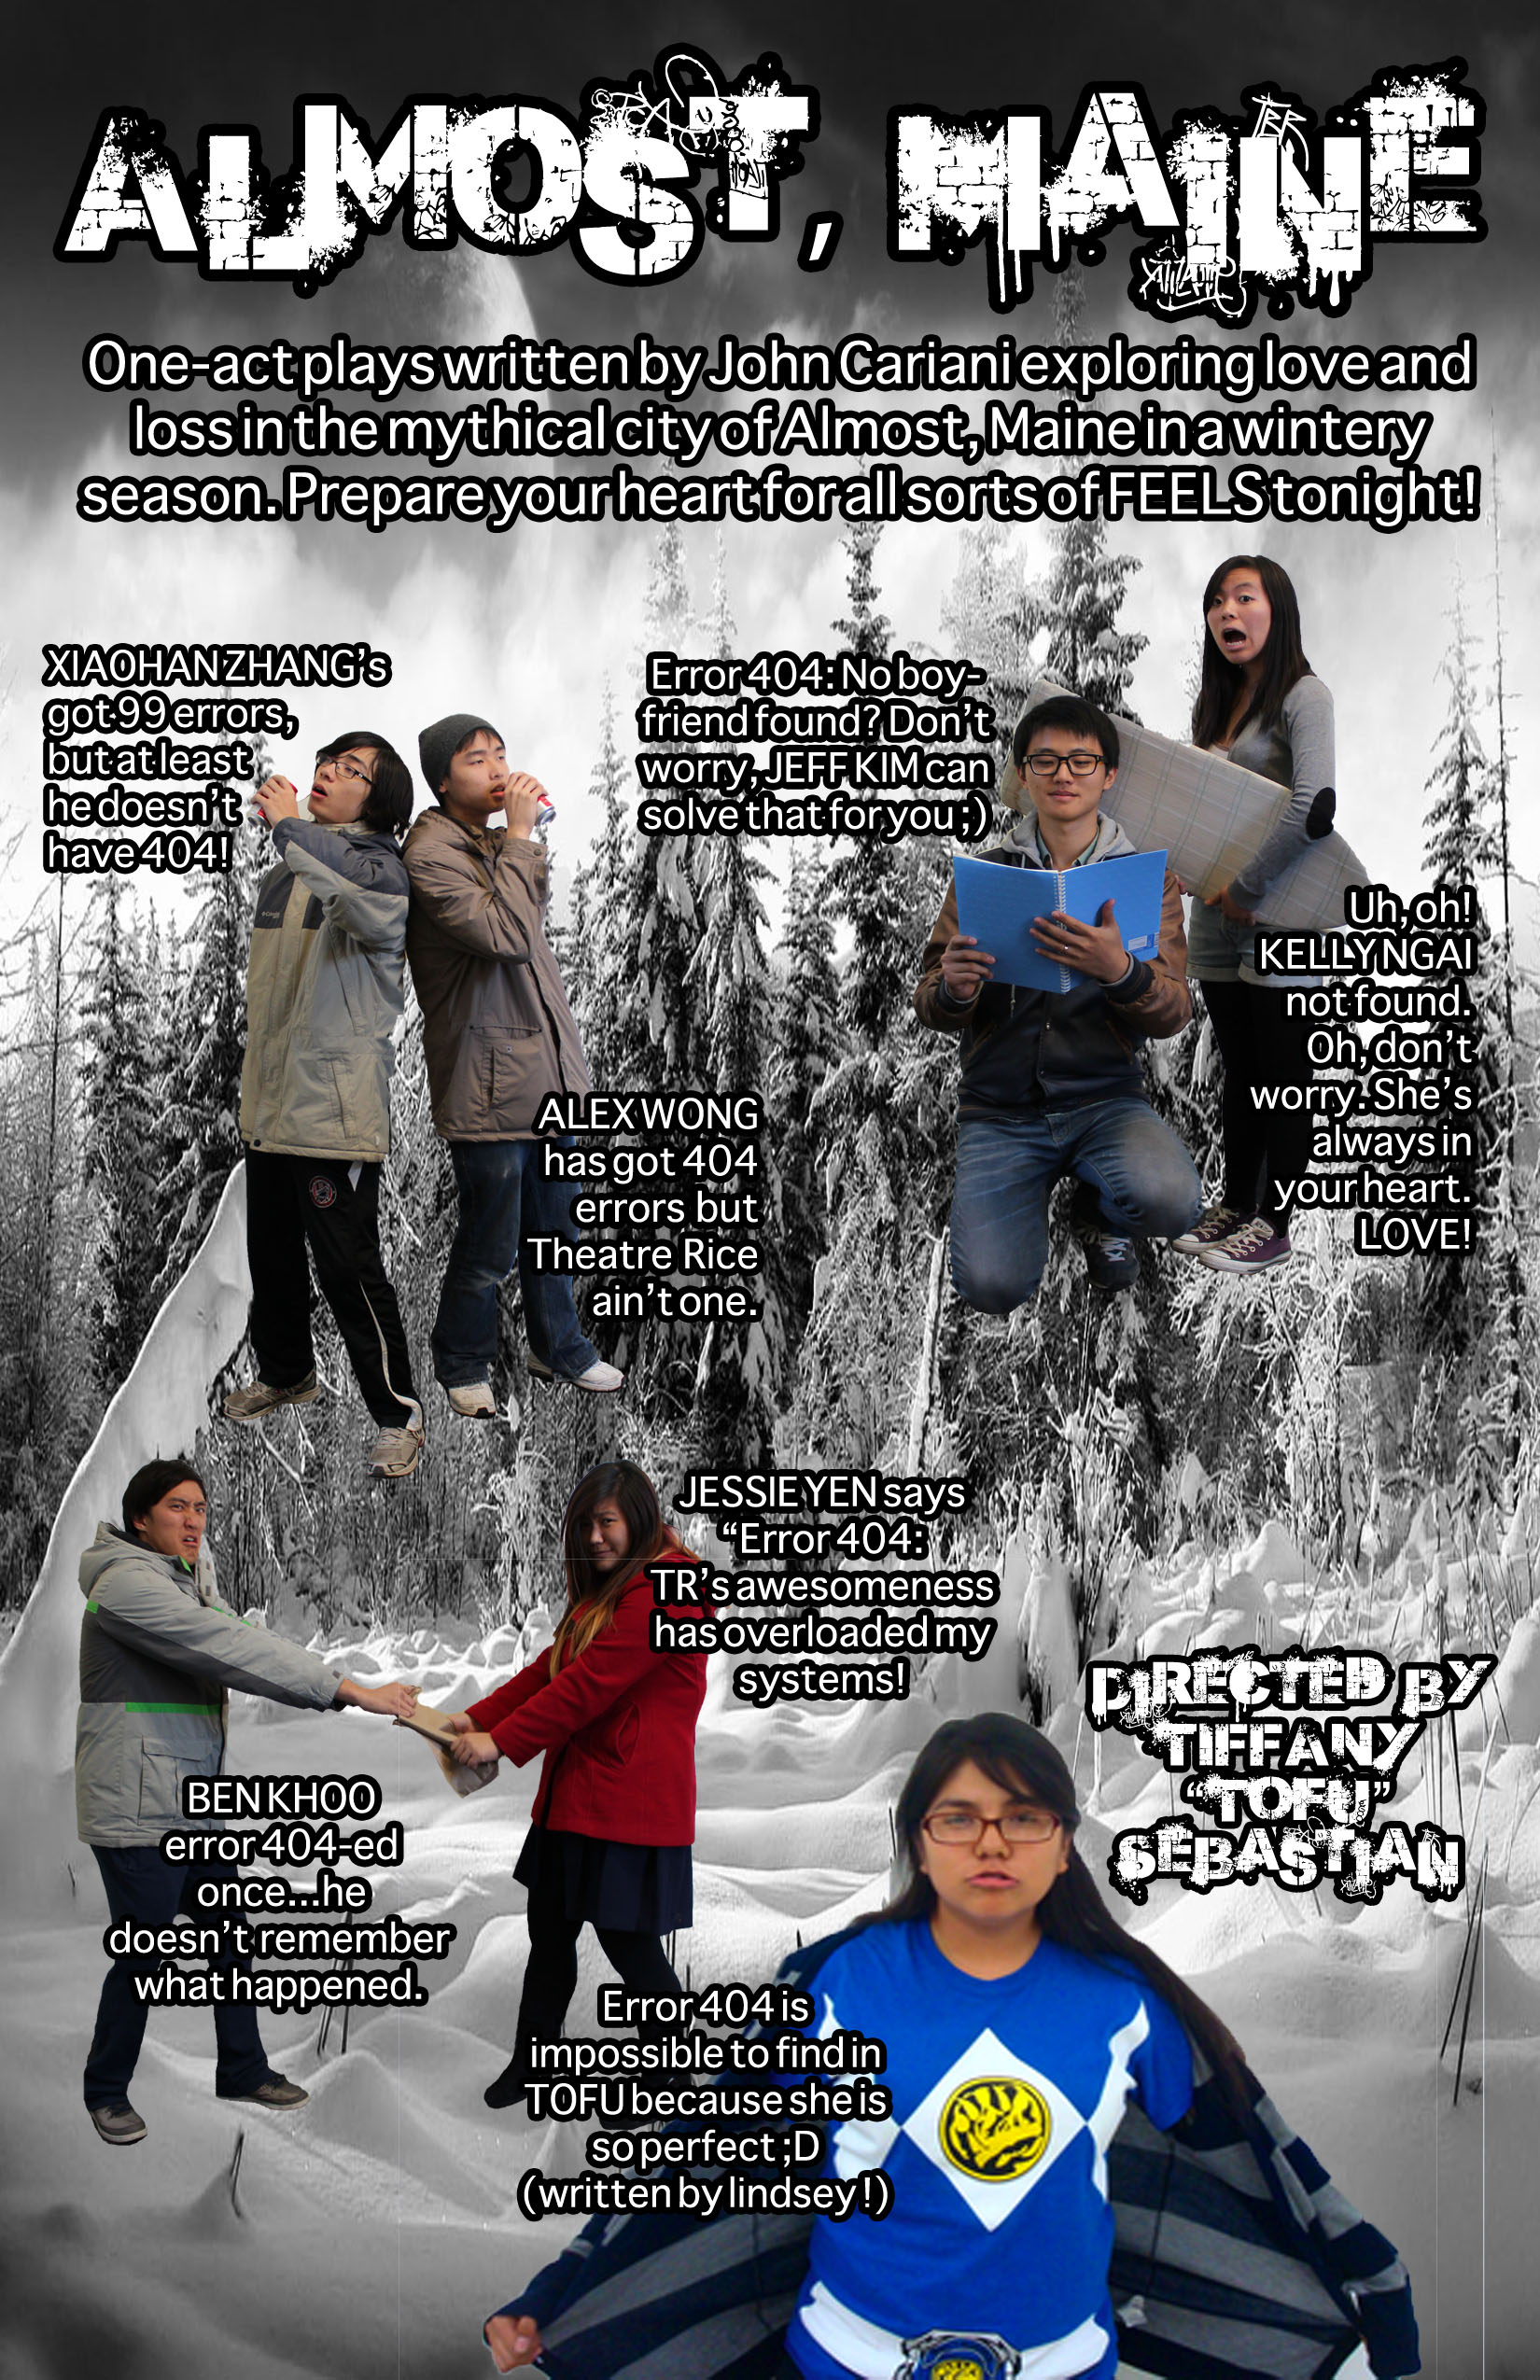 ALMOST, MAINE
One-act plays written by John Cariani exploring love and
loss in the mythical city of Almost, Maine in a wintery
season. Prepare your heart for all sorts of FEELS tonight!
XIAOHAN ZHANG's
got 99 errors,
but at least
he doesn't
have 404!
Error 404: No boy-
friend found? Don't
worry, JEFF KIM can
solve that for you ;)
Uh, oh!
KELLY NGAI
not found.
Oh, don't
worry. She's
always in
your heart.
LOVE!
ALEX WONG
has got 404
errors but
Theatre Rice
ain't one.
JESSIE YEN says
“Error 404:
TR's awesomeness
has overloaded my
systems!
DIRECTED BY
TIFFANY
“TOFU”
SEBASTIAN
BEN KHOO
error 404-ed
once...he
doesn't remember
what happened.
Error 404 is
impossible to find in
TOFU because she is
so perfect ;D
(written by lindsey!)